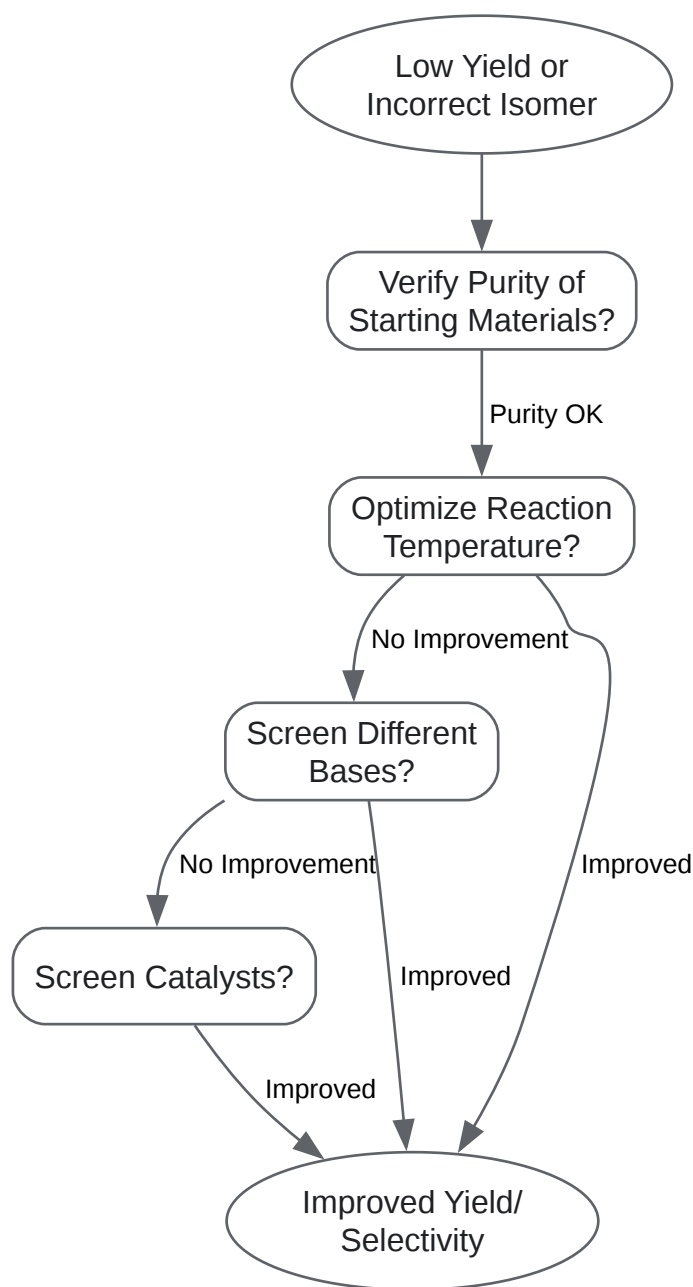 Low Yield or
Incorrect Isomer
Verify Purity of
Starting Materials?
Purity OK
Optimize Reaction
Temperature?
No Improvement
Screen Different
Bases?
No Improvement
Improved
Screen Catalysts?
Improved
Improved
Improved Yield/
Selectivity